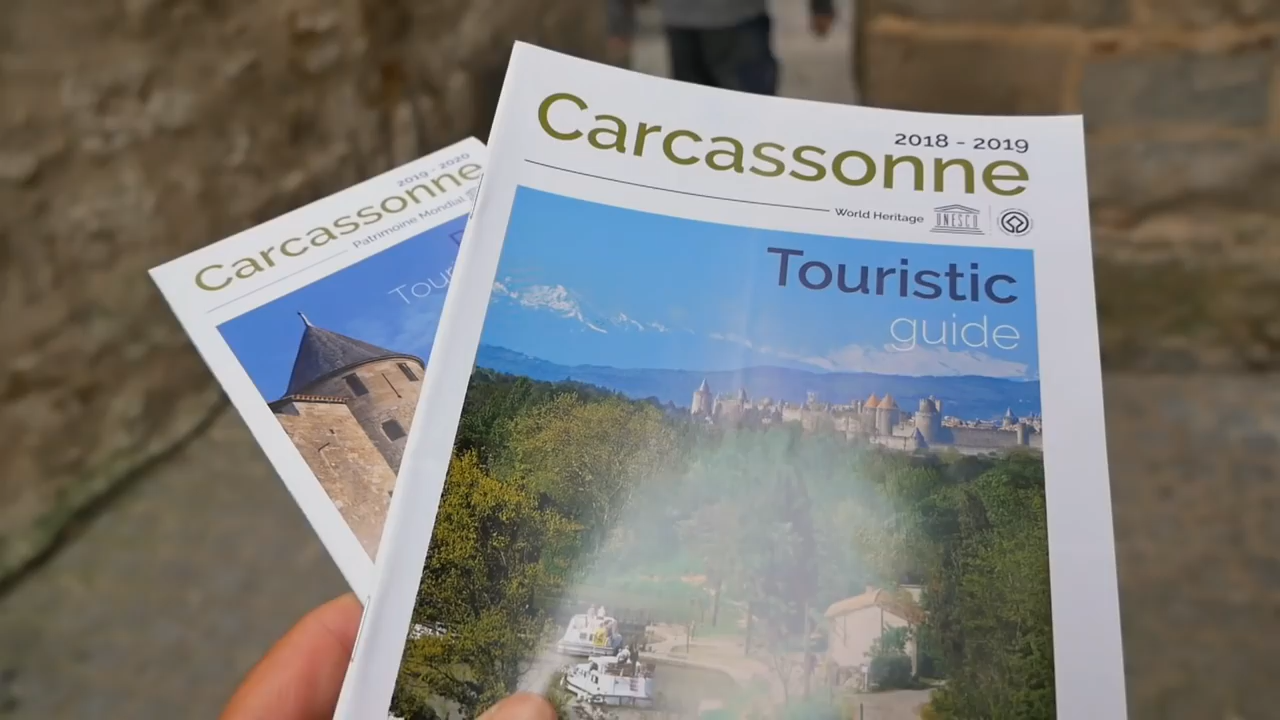 2019 - 2020
Carcassonne
Patrimoine Mondial
2018 - 2019
Carcassonne
World Heritage
UNESCO
Touristic
guide